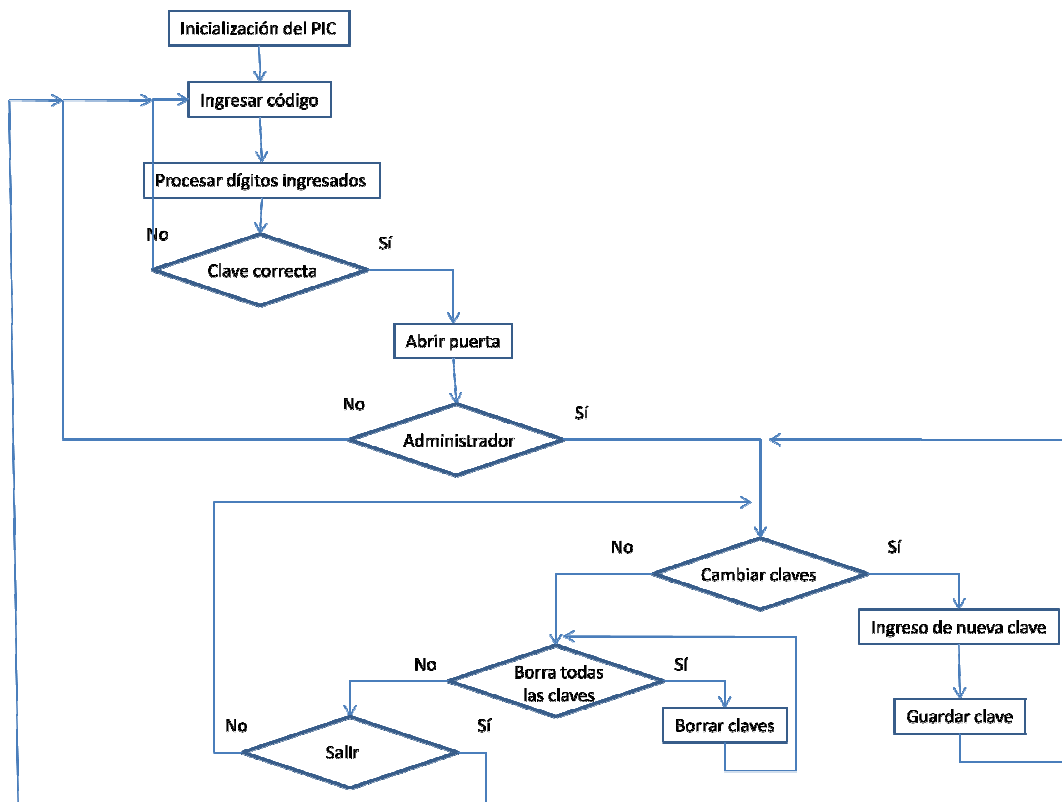 Inicialización del PIC
Ingresar código
Procesar dígitos ingresados
No
Sí
Clave correcta
Abrir puerta
No
Sí
Administrador
No
Sí
Cambiar claves
Ingreso de nueva clave
No
Sí
Borra todas
las claves
Guardar clave
Borrar claves
No
Sí
Salir